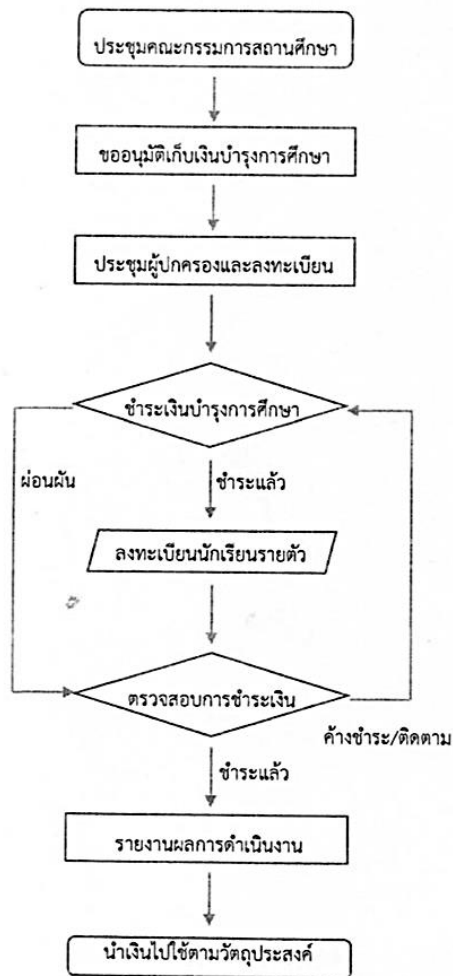 ประชุมคณะกรรมการสถานศึกษา
ขออนุมัติเก็บเงินบำรุงการศึกษา
ประชุมผู้ปกครองและลงทะเบียน
ชำระเงินบำรุงการศึกษา
ผ่อนผัน
ชำระแล้ว
ลงทะเบียนนักเรียนรายตัว
ตรวจสอบการชำระเงิน
ค้างชำระ/ติดตาม
ชำระแล้ว
รายงานผลการดำเนินงาน
นำเงินไปใช้ตามวัตถุประสงค์